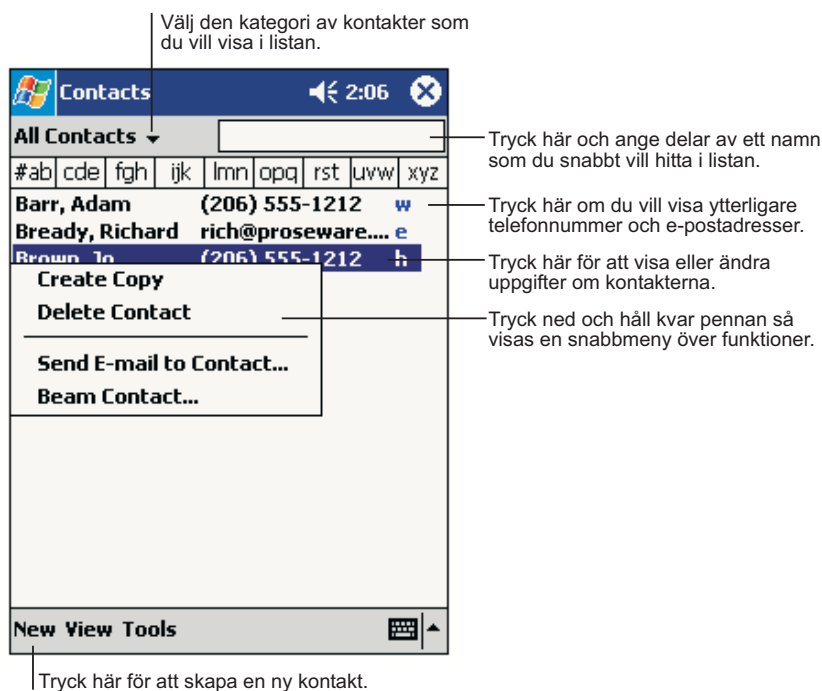 Välj den kategori av kontakter som
du vill visa i listan.
Contacts 2:06
All Contacts
Tryck här och ange delar av ett namn
som du snabbt vill hitta i listan.
#ab cde fgh ijk lmn opq rst uvw xyz
Barr, Adam (206) 555-1212 w
Tryck här om du vill visa ytterligare
telefonnummer och e-postadresser.
Bready, Richard rich@proseware.... e
Brown, Jo (206) 555-1212 h
Tryck här för att visa eller ändra
uppgifter om kontakterna.
Create Copy
Delete Contact
Tryck ned och håll kvar pennan så
visas en snabbmeny över funktioner.
Send E-mail to Contact...
Beam Contact...
New View Tools
Tryck här för att skapa en ny kontakt.